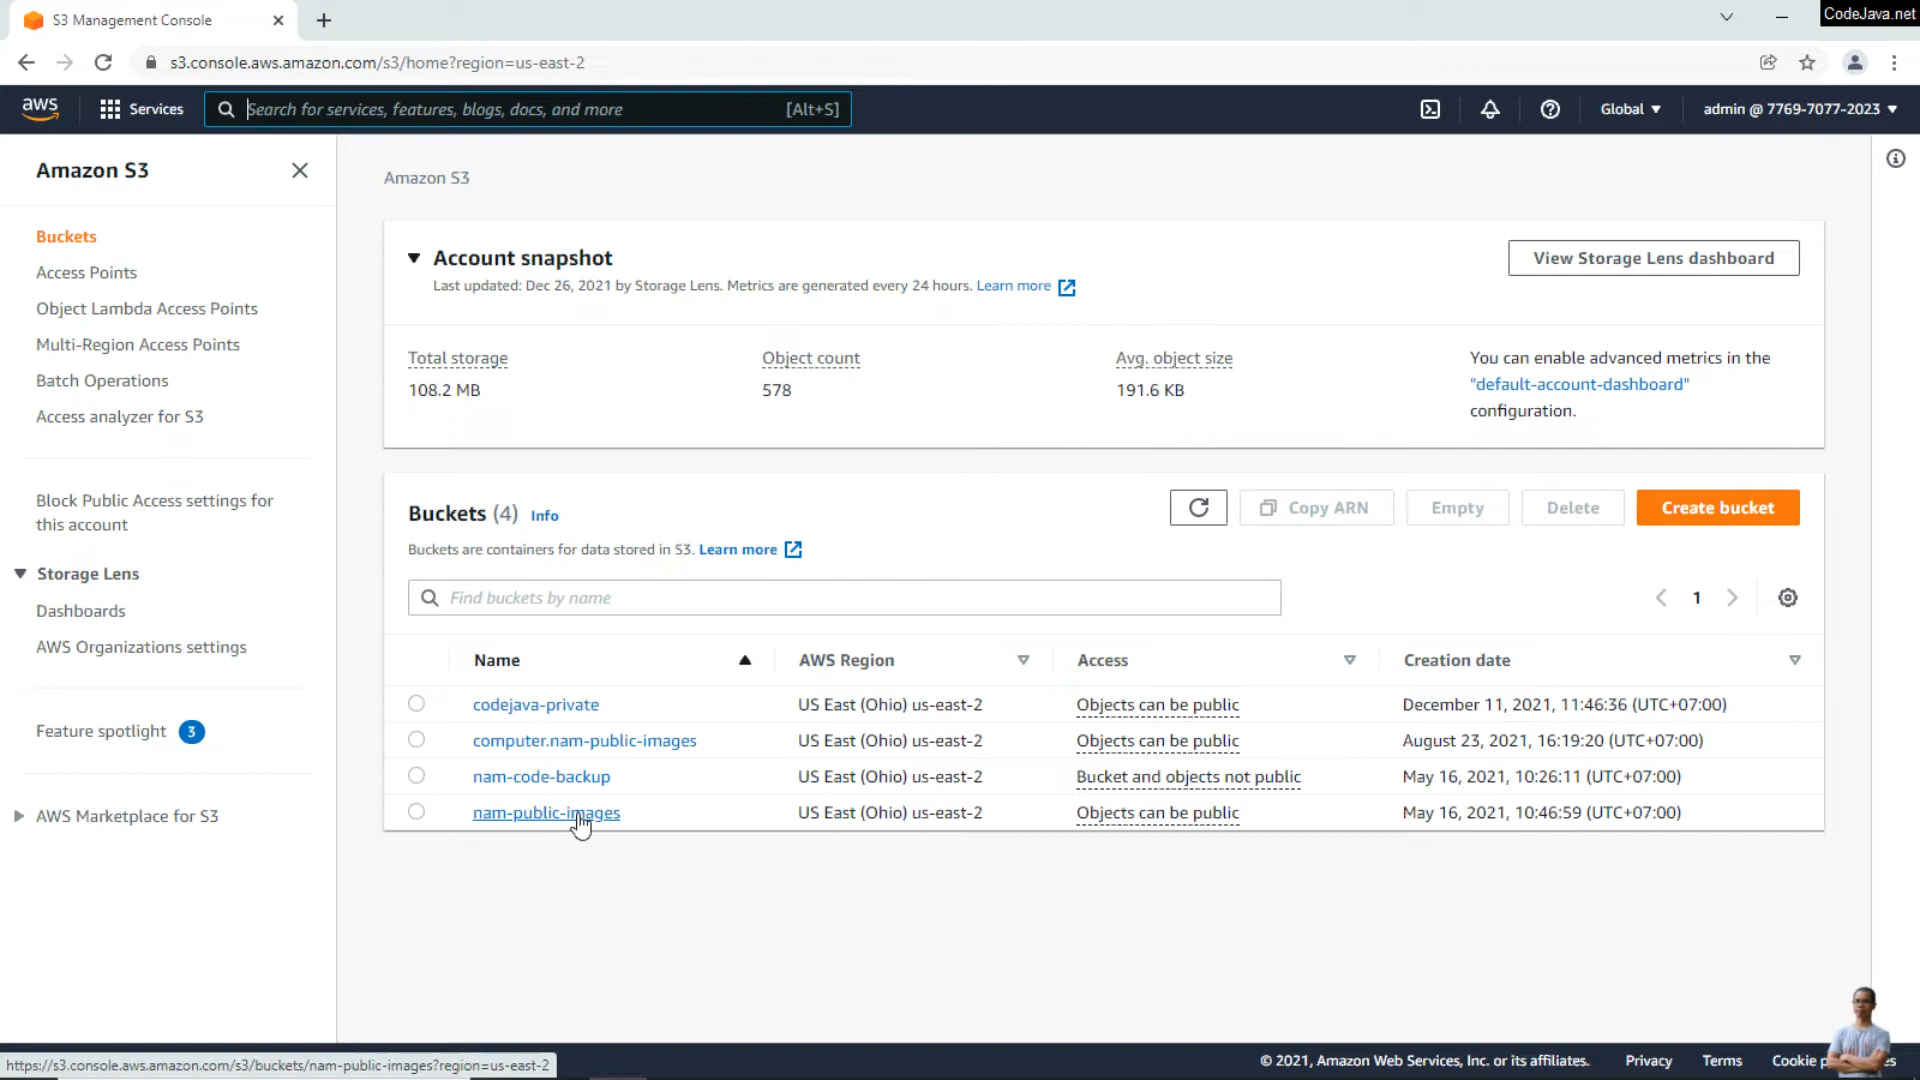 S3 Management Console
CodeJava.net
s3.console.aws.amazon.com/s3/home?region=us-east-2
aws
Services
Search for services, features, blogs, docs, and more
[Alt+S]
Global
admin @ 7769-7077-2023
Amazon S3
Buckets
Access Points
Object Lambda Access Points
Multi-Region Access Points
Batch Operations
Access analyzer for S3
Block Public Access settings for
this account
Storage Lens
Dashboards
AWS Organizations settings
Feature spotlight 3
AWS Marketplace for S3
Amazon S3
Account snapshot
View Storage Lens dashboard
Last updated: Dec 26, 2021 by Storage Lens. Metrics are generated every 24 hours. Learn more
Total storage
108.2 MB
Object count
578
Avg. object size
191.6 KB
You can enable advanced metrics in the
"default-account-dashboard"
configuration.
Buckets (4) Info
Copy ARN
Empty
Delete
Create bucket
Buckets are containers for data stored in S3. Learn more
Find buckets by name
1
Name AWS Region Access Creation date
codejava-private US East (Ohio) us-east-2 Objects can be public December 11, 2021, 11:46:36 (UTC+07:00)
computer.nam-public-images US East (Ohio) us-east-2 Objects can be public August 23, 2021, 16:19:20 (UTC+07:00)
nam-code-backup US East (Ohio) us-east-2 Bucket and objects not public May 16, 2021, 10:26:11 (UTC+07:00)
nam-public-images US East (Ohio) us-east-2 Objects can be public May 16, 2021, 10:46:59 (UTC+07:00)
https://s3.console.aws.amazon.com/s3/buckets/nam-public-images?region=us-east-2
© 2021, Amazon Web Services, Inc. or its affiliates.
Privacy
Terms
Cookie